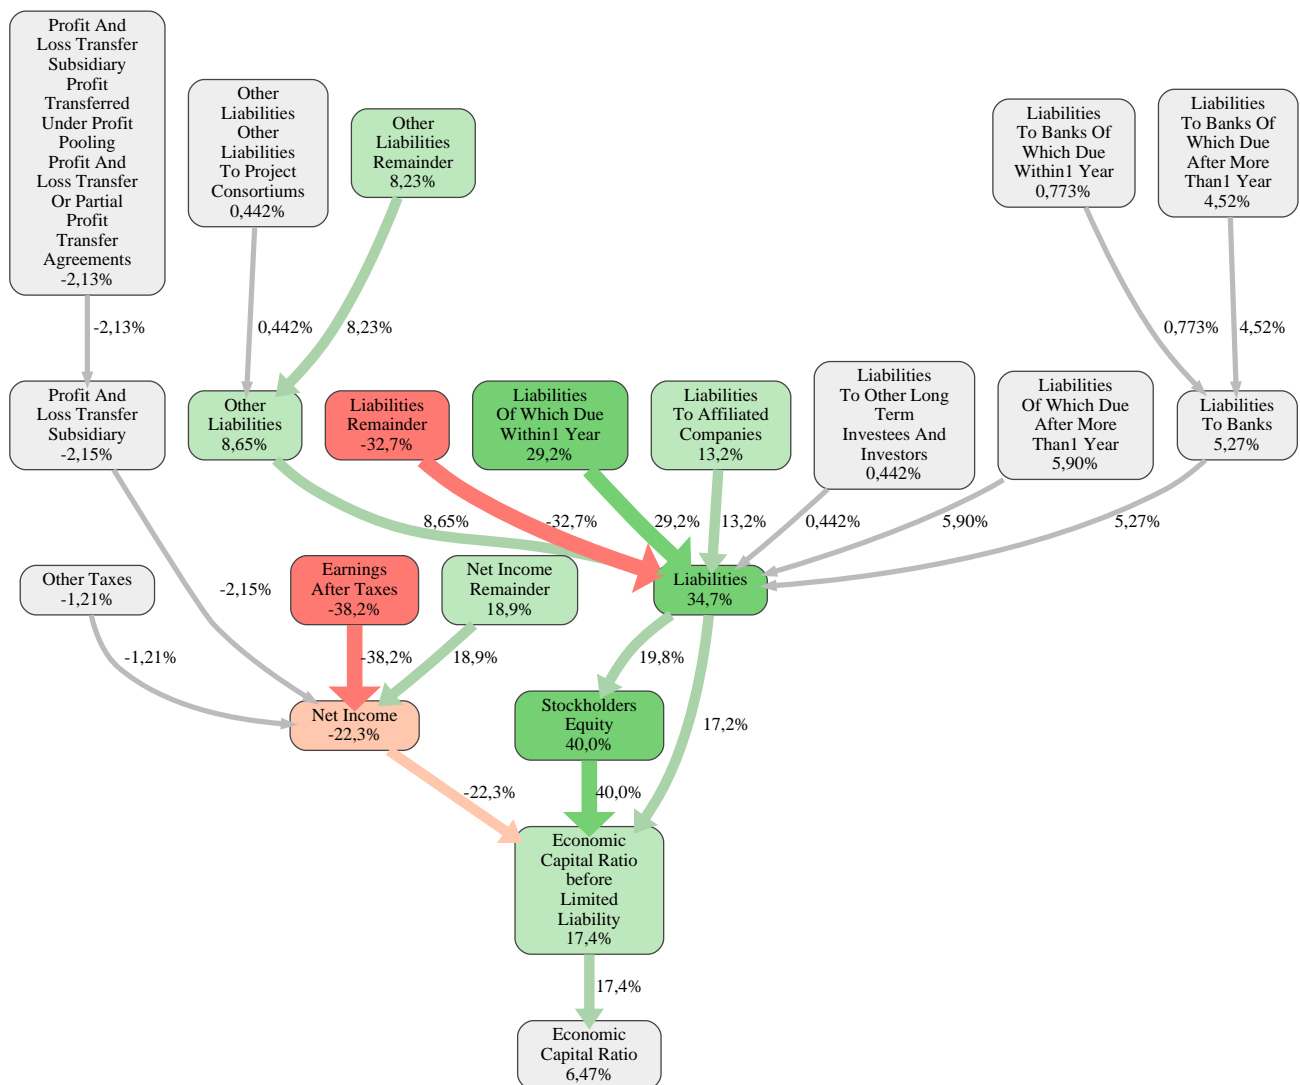 Profit And
Loss Transfer
Subsidiary
Profit
Transferred
Under Profit
Pooling
Profit And
Loss Transfer
Or Partial
Profit
Transfer
Agreements
-2,13%
Other
Liabilities
Other
Liabilities
To Project
Consortiums
0,442%
Other
Liabilities
Remainder
8,23%
Liabilities
To Banks Of
Which Due
Within1 Year
0,773%
Liabilities
To Banks Of
Which Due
After More
Than1 Year
4,52%
-2,13%
0,442%
8,23%
0,773%
4,52%
Profit And
Loss Transfer
Subsidiary
-2,15%
Other
Liabilities
8,65%
Liabilities
Remainder
-32,7%
Liabilities
Of Which Due
Within1 Year
29,2%
Liabilities
To Affiliated
Companies
13,2%
Liabilities
To Other Long
Term
Investees And
Investors
0,442%
Liabilities
Of Which Due
After More
Than1 Year
5,90%
Liabilities
To Banks
5,27%
8,65%
-32,7%
29,2%
13,2%
0,442%
5,90%
5,27%
Other Taxes
-1,21%
-2,15%
Earnings
After Taxes
-38,2%
Net Income
Remainder
18,9%
Liabilities
34,7%
-1,21%
-38,2%
18,9%
19,8%
17,2%
Net Income
-22,3%
Stockholders
Equity
40,0%
-22,3%
40,0%
Economic
Capital Ratio
before
Limited
Liability
17,4%
17,4%
Economic
Capital Ratio
6,47%